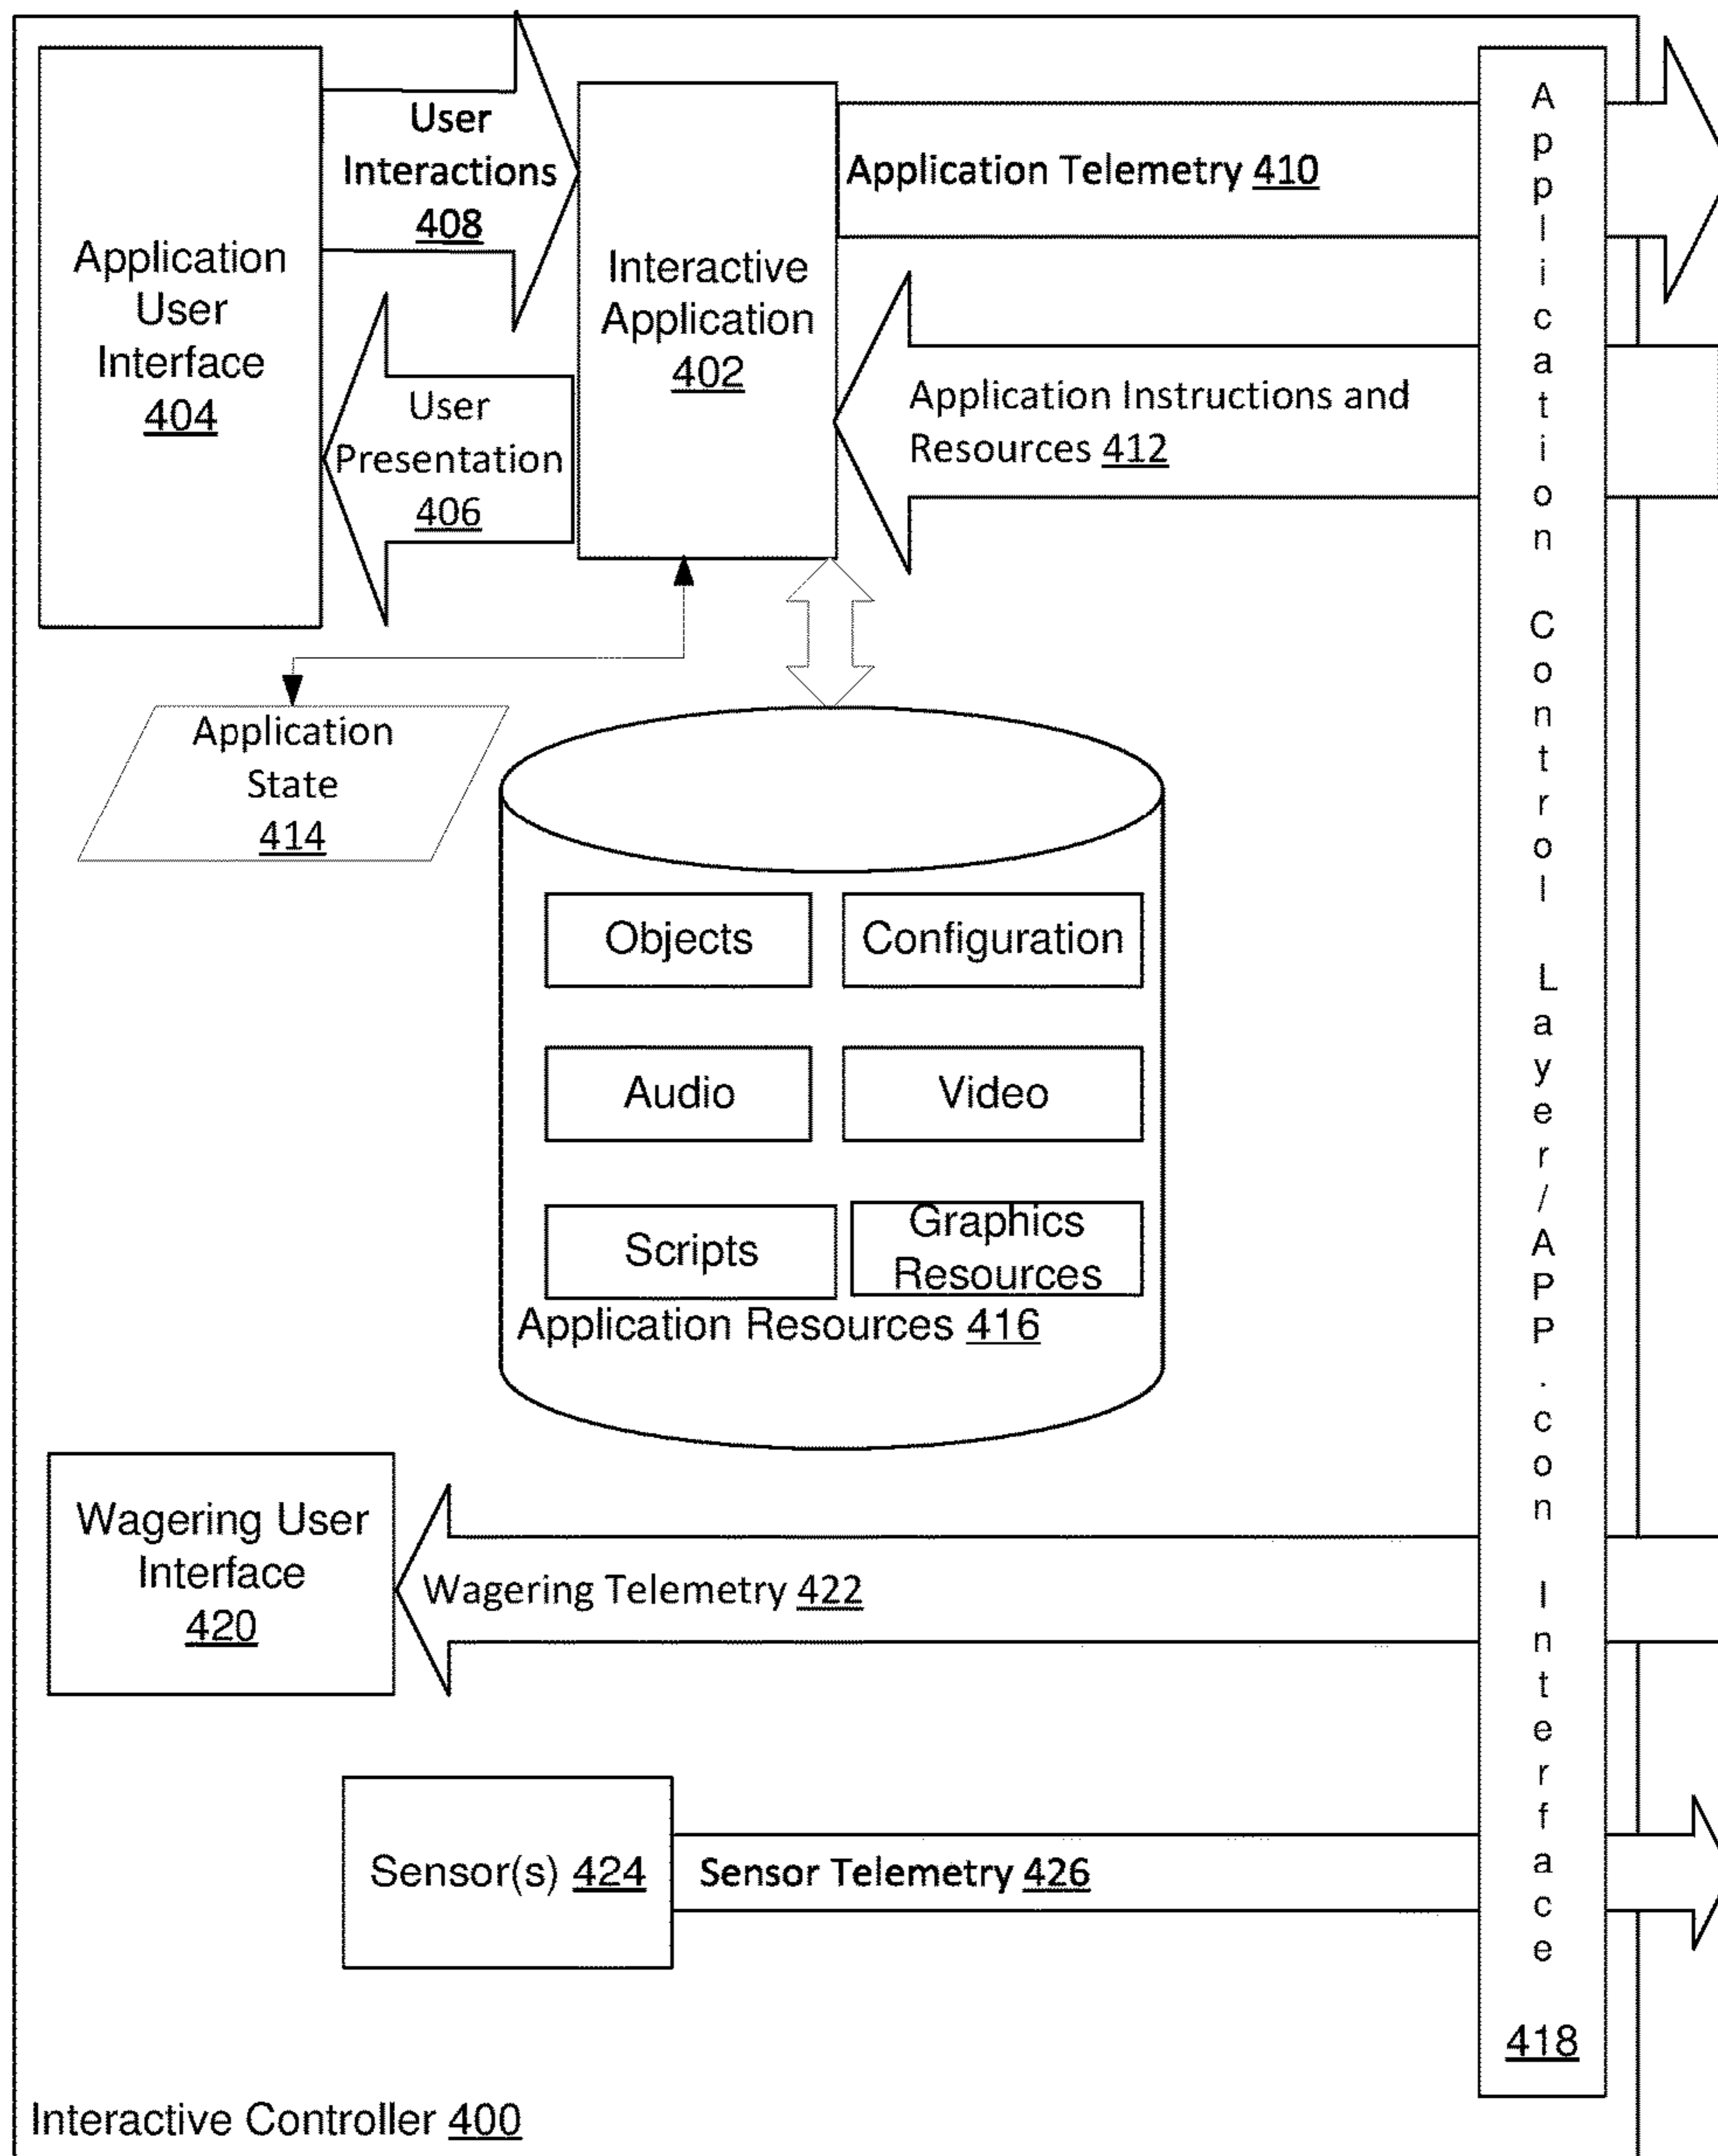 Application
User
Interface
404
User
Interactions
408
User
Presentation
406
Interactive
Application
402
Application Telemetry 410
Application Instructions and
Resources 412
Application
State
414
Objects
Configuration
Audio
Video
Scripts
Graphics
Resources
Application Resources 416
Wagering User
Interface
420
Wagering Telemetry 422
Sensor(s) 424
Sensor Telemetry 426
Application Control Layer/APP.con Interface
418
Interactive Controller 400